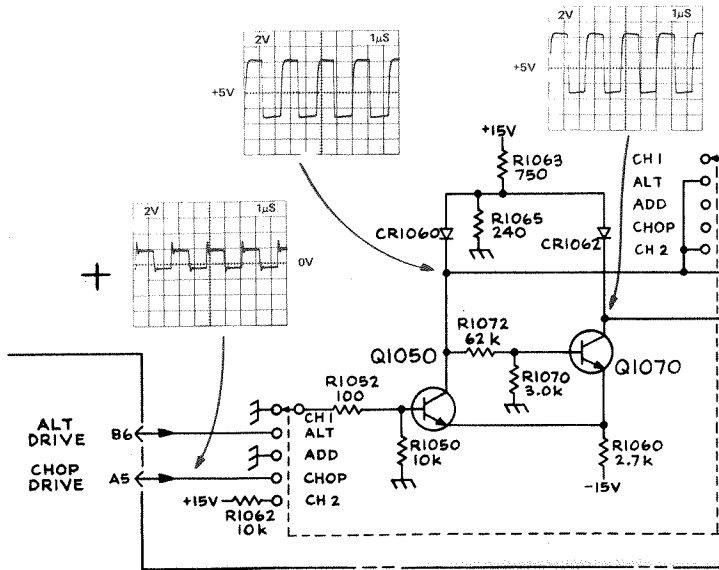 2V 1µS
+5V
2V 1µS
+5V
2V 1µS
0V
+
+15V
R1063
750
R1065
240
CR1060
CR1062
CH 1
ALT
ADD
CHOP
CH 2
R1072
62k
Q1050
Q1070
R1070
3.0k
R1052
100
R1050
10k
R1060
2.7k
-15V
ALT
DRIVE
B6
CHOP
DRIVE
A5
CH 1
ALT
ADD
CHOP
CH 2
+15V
R1062
10k